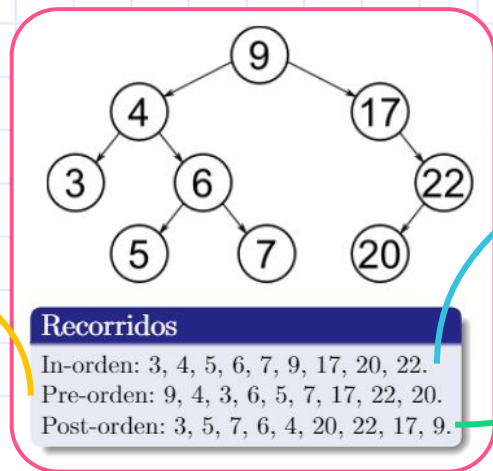 9
4 17
3 6 22
5 7 20
Recorridos
In-orden: 3, 4, 5, 6, 7, 9, 17, 20, 22.
Pre-orden: 9, 4, 3, 6, 5, 7, 17, 22, 20.
Post-orden: 3, 5, 7, 6, 4, 20, 22, 17, 9.